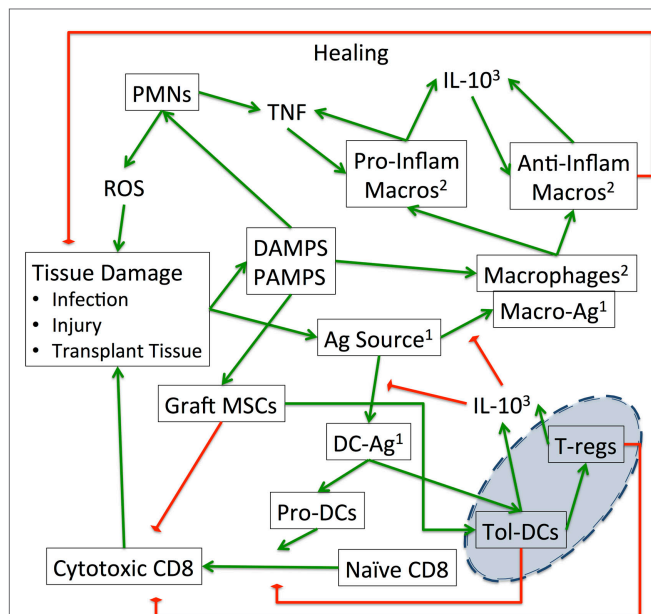 Healing
IL-10³
PMNs
TNF
Pro-Inflam
Macros²
Anti-Inflam
Macros²
ROS
DAMPS
PAMPS
Tissue Damage
• Infection
• Injury
• Transplant Tissue
Macrophages²
Macro-Ag¹
Ag Source¹
Graft MSCs
IL-10³
DC-Ag¹
T-regs
Pro-DCs
Tol-DCs
Cytotoxic CD8
Naïve CD8